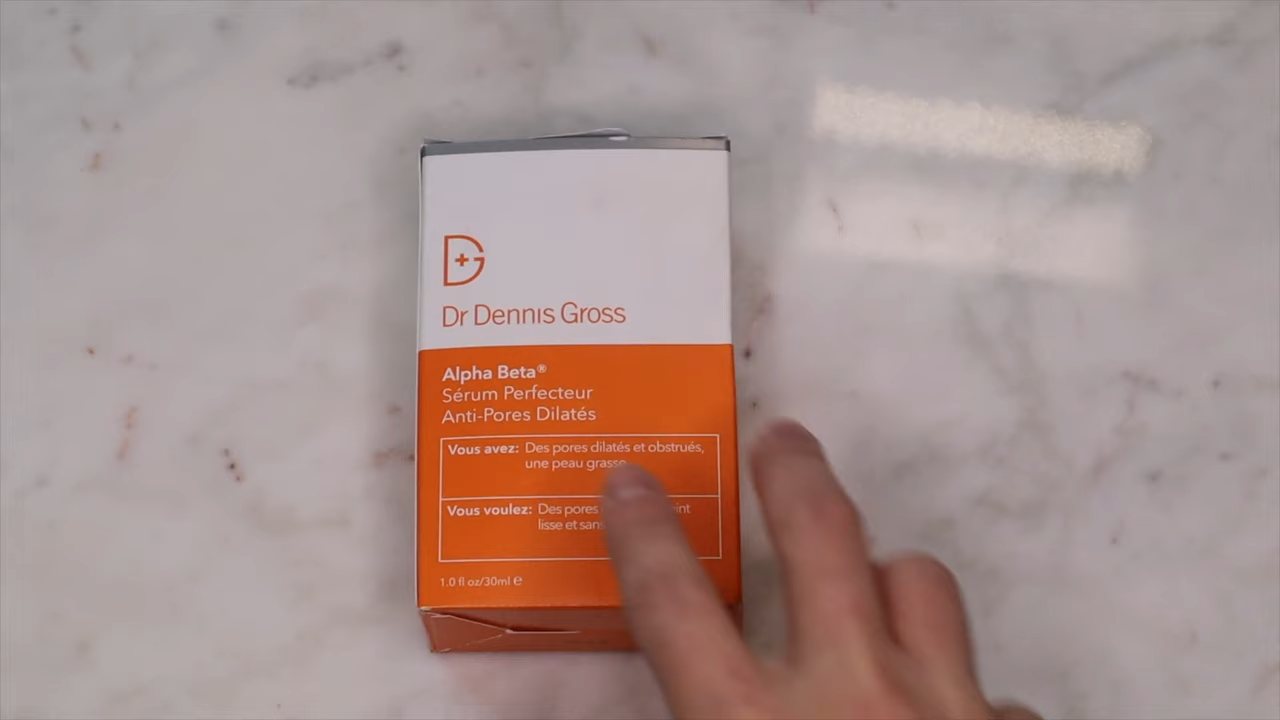 Dr Dennis Gross
Alpha Beta®
Sérum Perfecteur
Anti-Pores Dilatés
Vous avez: Des pores dilatés et obstrués,
une peau grasse
Vous voulez: Des pores
lisse et sans
1.0 fl oz/30ml ℮